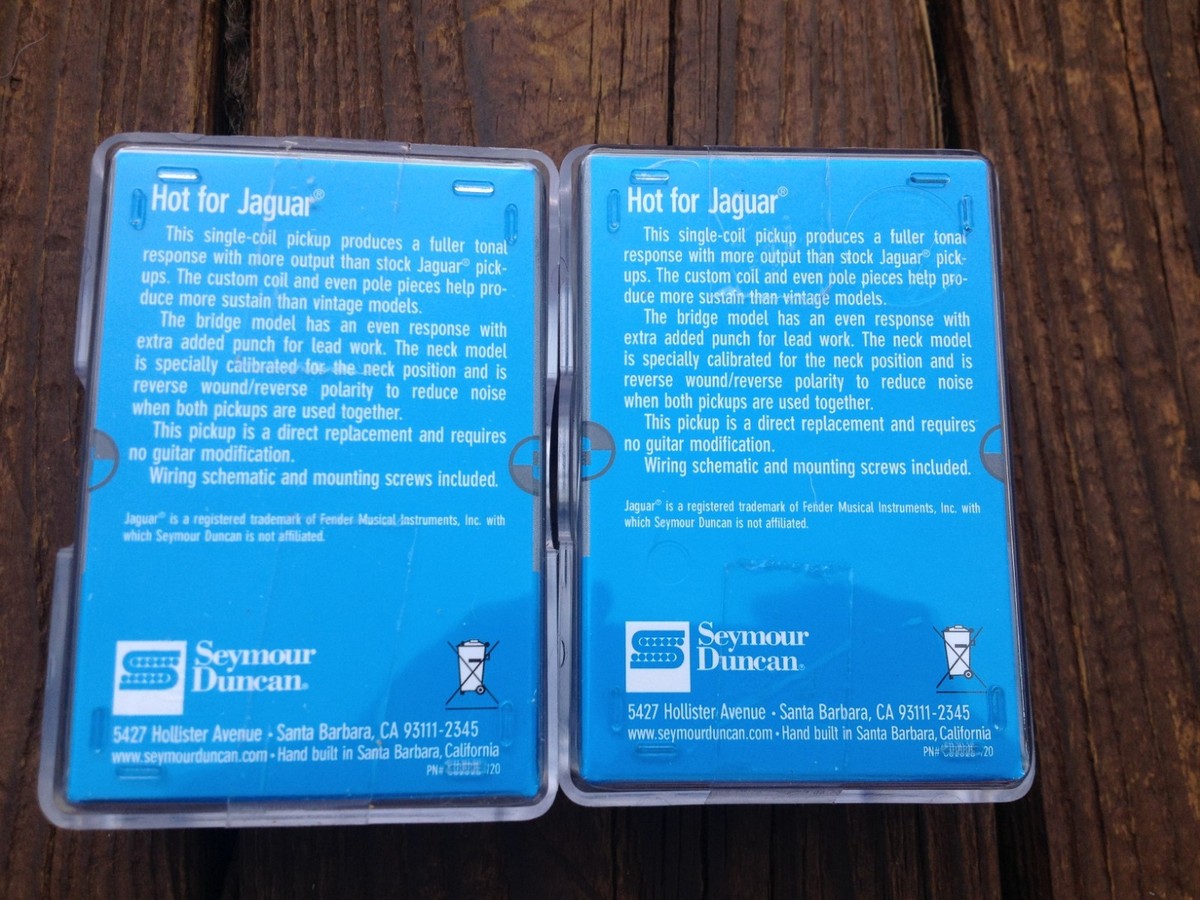 Hot for Jaguar®
This single-coil pickup produces a fuller tonal
response with more output than stock Jaguar® pick-
ups. The custom coil and even pole pieces help pro-
duce more sustain than vintage models.
The bridge model has an even response with
extra added punch for lead work. The neck model
is specially calibrated for the neck position and is
reverse wound/reverse polarity to reduce noise
when both pickups are used together.
This pickup is a direct replacement and requires
no guitar modification.
Wiring schematic and mounting screws included.
Jaguar® is a registered trademark of Fender Musical Instruments, Inc. with
which Seymour Duncan is not affiliated.
Seymour
Duncan®
5427 Hollister Avenue • Santa Barbara, CA 93111-2345
www.seymourduncan.com • Hand built in Santa Barbara, California
PN# /20
Hot for Jaguar®
This single-coil pickup produces a fuller tonal
response with more output than stock Jaguar® pick-
ups. The custom coil and even pole pieces help pro-
duce more sustain than vintage models.
The bridge model has an even response with
extra added punch for lead work. The neck model
is specially calibrated for the neck position and is
reverse wound/reverse polarity to reduce noise
when both pickups are used together.
This pickup is a direct replacement and requires
no guitar modification.
Wiring schematic and mounting screws included.
Jaguar® is a registered trademark of Fender Musical Instruments, Inc. with
which Seymour Duncan is not affiliated.
Seymour
Duncan®
5427 Hollister Avenue • Santa Barbara, CA 93111-2345
www.seymourduncan.com • Hand built in Santa Barbara, California
PN# /20